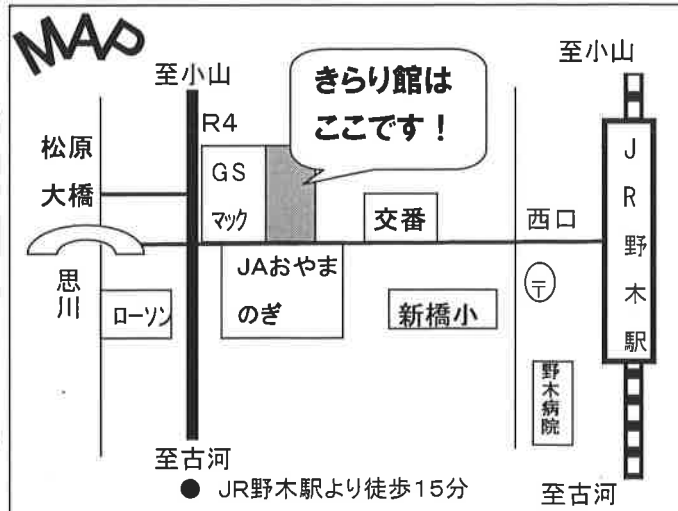 MAP
至小山
至小山
きらり館は
ここです!
R4
松原
大橋
GS
マック
交番
西口
JR野木駅
思川
JAおやま
のぎ
ローソン
新橋小
〒
野木病院
至古河
至古河
● JR野木駅より徒歩15分